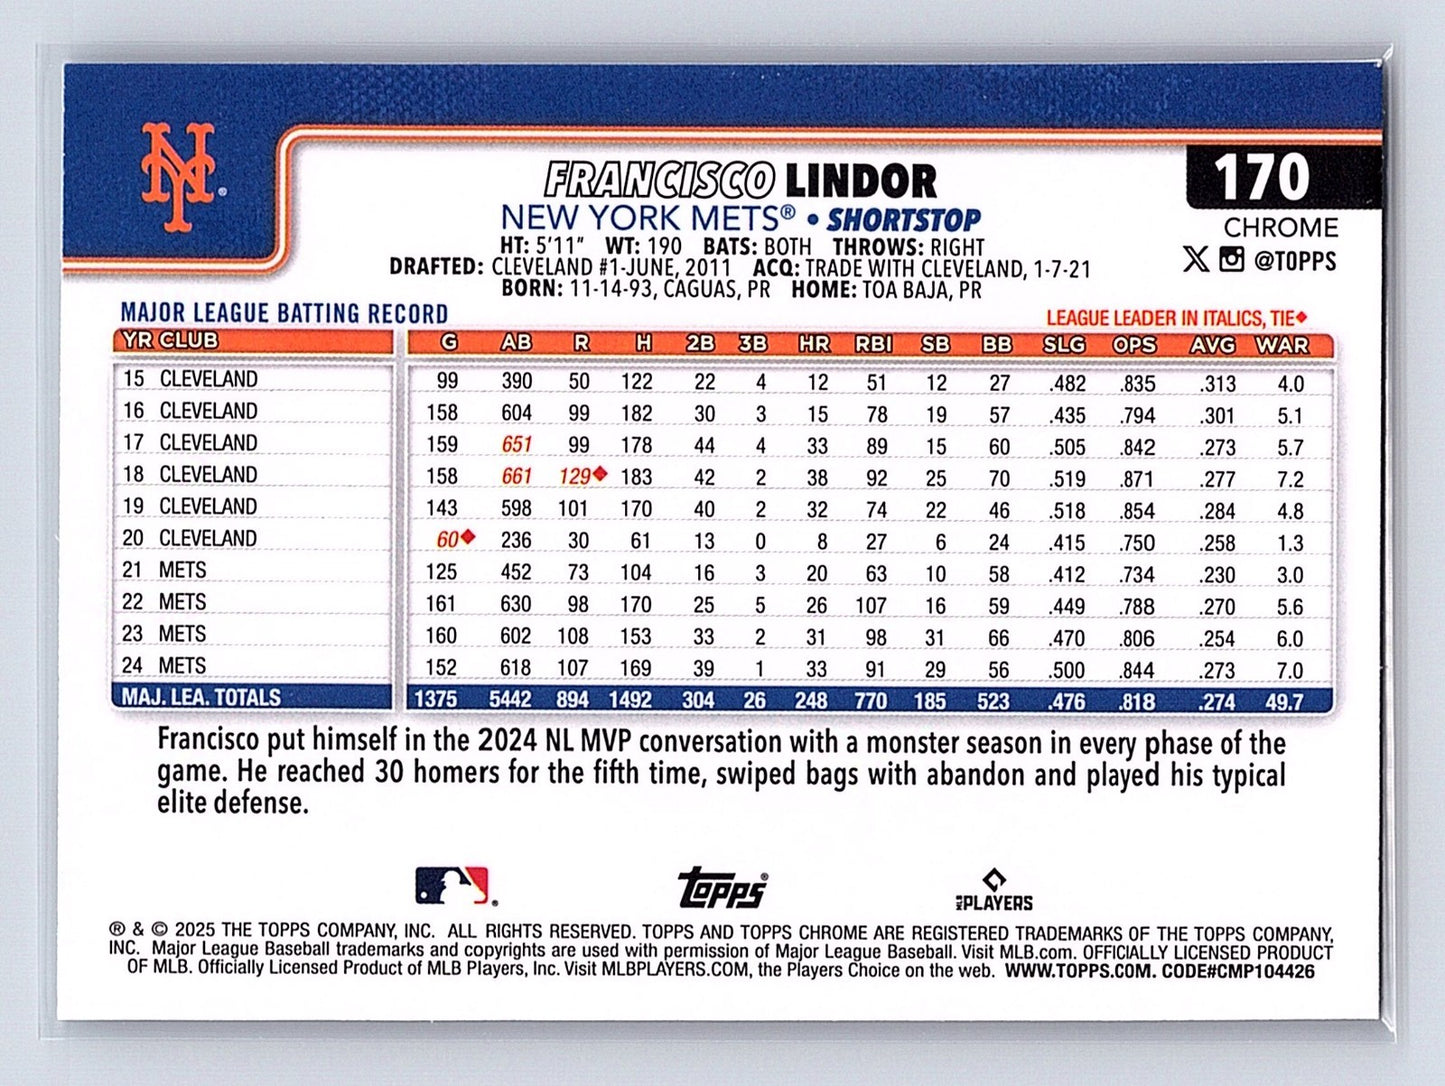 NY
170
FRANCISCO LINDOR
CHROME
NEW YORK METS® • SHORTSTOP
@TOPPS
HT: 5'11" WT: 190 BATS: BOTH THROWS: RIGHT
DRAFTED: CLEVELAND #1-JUNE, 2011 ACQ: TRADE WITH CLEVELAND, 1-7-21
BORN: 11-14-93, CAGUAS, PR HOME: TOA BAJA, PR
MAJOR LEAGUE BATTING RECORD
LEAGUE LEADER IN ITALICS, TIE◆
YR CLUB G AB R H 2B 3B HR RBI SB BB SLG OPS AVG WAR
15 CLEVELAND 99 390 50 122 22 4 12 51 12 27 .482 .835 .313 4.0
16 CLEVELAND 158 604 99 182 30 3 15 78 19 57 .435 .794 .301 5.1
17 CLEVELAND 159 651 99 178 44 4 33 89 15 60 .505 .842 .273 5.7
18 CLEVELAND 158 661 129◆ 183 42 2 38 92 25 70 .519 .871 .277 7.2
19 CLEVELAND 143 598 101 170 40 2 32 74 22 46 .518 .854 .284 4.8
20 CLEVELAND 60◆ 236 30 61 13 0 8 27 6 24 .415 .750 .258 1.3
21 METS 125 452 73 104 16 3 20 63 10 58 .412 .734 .230 3.0
22 METS 161 630 98 170 25 5 26 107 16 59 .449 .788 .270 5.6
23 METS 160 602 108 153 33 2 31 98 31 66 .470 .806 .254 6.0
24 METS 152 618 107 169 39 1 33 91 29 56 .500 .844 .273 7.0
MAJ. LEA. TOTALS 1375 5442 894 1492 304 26 248 770 185 523 .476 .818 .274 49.7
Francisco put himself in the 2024 NL MVP conversation with a monster season in every phase of the
game. He reached 30 homers for the fifth time, swiped bags with abandon and played his typical
elite defense.
topps® MLB PLAYERS
® & © 2025 THE TOPPS COMPANY, INC. ALL RIGHTS RESERVED. TOPPS AND TOPPS CHROME ARE REGISTERED TRADEMARKS OF THE TOPPS COMPANY,
INC. Major League Baseball trademarks and copyrights are used with permission of Major League Baseball. Visit MLB.com. OFFICIALLY LICENSED PRODUCT
OF MLB. Officially Licensed Product of MLB Players, Inc. Visit MLBPLAYERS.COM, the Players Choice on the web. WWW.TOPPS.COM. CODE#CMP104426